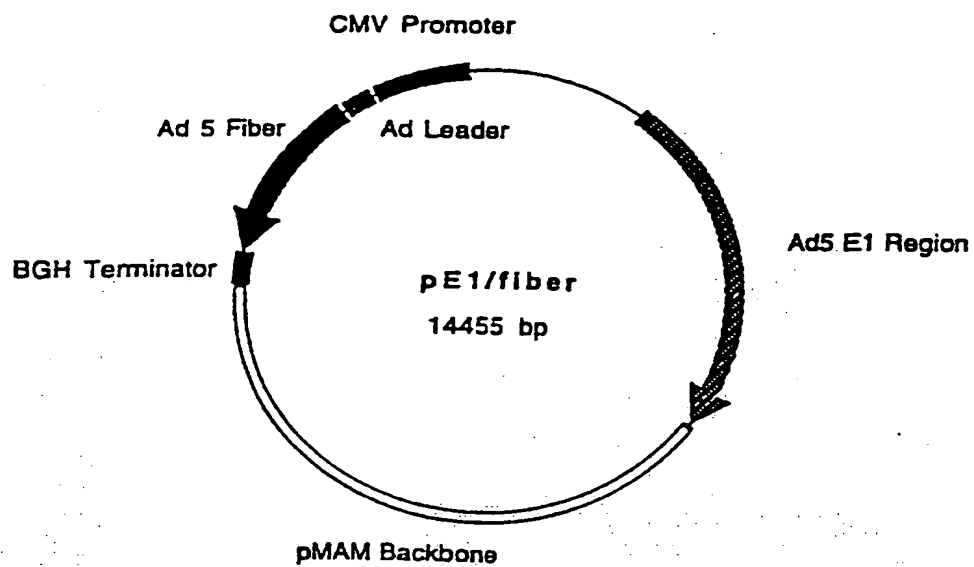 CMV Promoter
Ad 5 Fiber
Ad Leader
Ad5 E1 Region
BGH Terminator
pE1/fiber
14455 bp
pMAM Backbone